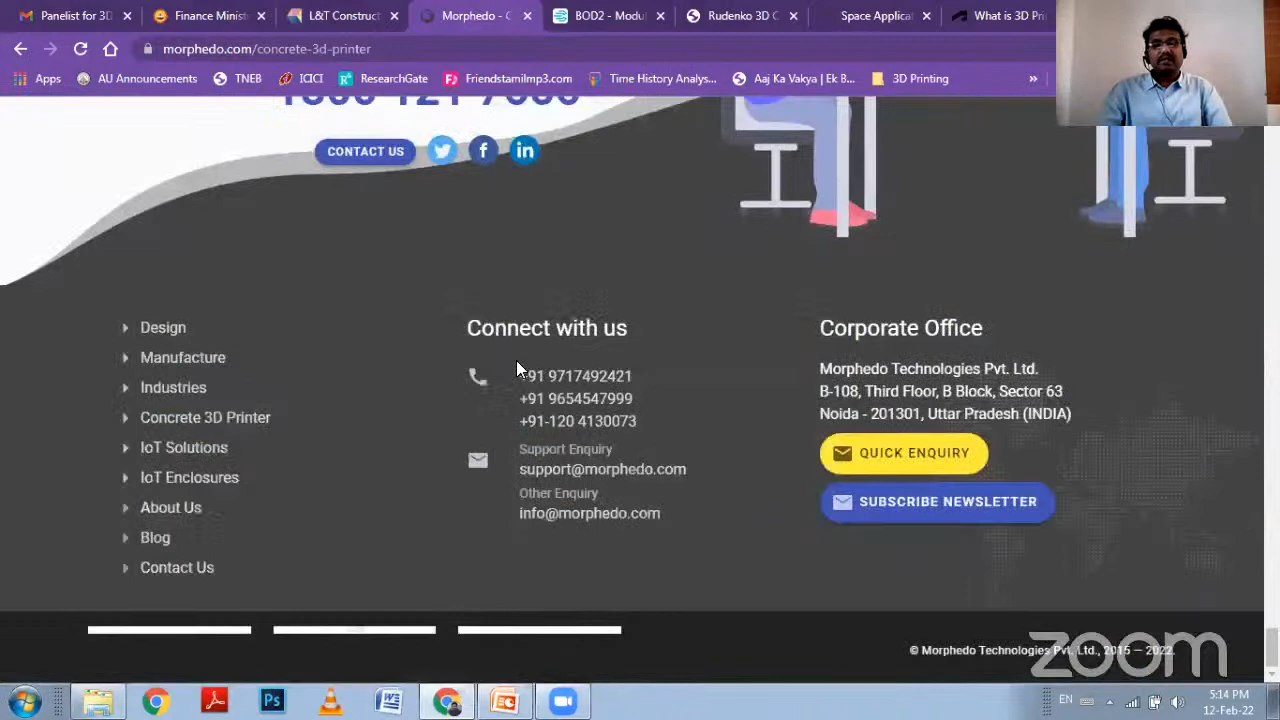 Panelist for 3D
Finance Minist
L&T Construct
Morphedo - C
BOD2 - Modul
Rudenko 3D C
Space Applicat
What is 3D Pri
morphedo.com/concrete-3d-printer
Apps
AU Announcements
TNEB
ICICI
ResearchGate
Friendstamilmp3.com
Time History Analys...
Aaj Ka Vakya | Ek B...
3D Printing
»
CONTACT US
Design
Manufacture
Industries
Concrete 3D Printer
IoT Solutions
IoT Enclosures
About Us
Blog
Contact Us
Connect with us
+91 9717492421
+91 9654547999
+91-120 4130073
Support Enquiry
support@morphedo.com
Other Enquiry
info@morphedo.com
Corporate Office
Morphedo Technologies Pvt. Ltd.
B-108, Third Floor, B Block, Sector 63
Noida - 201301, Uttar Pradesh (INDIA)
QUICK ENQUIRY
SUBSCRIBE NEWSLETTER
© Morphedo Technologies Pvt. Ltd., 2015 — 2022.
zoom
EN
5:14 PM
12-Feb-22